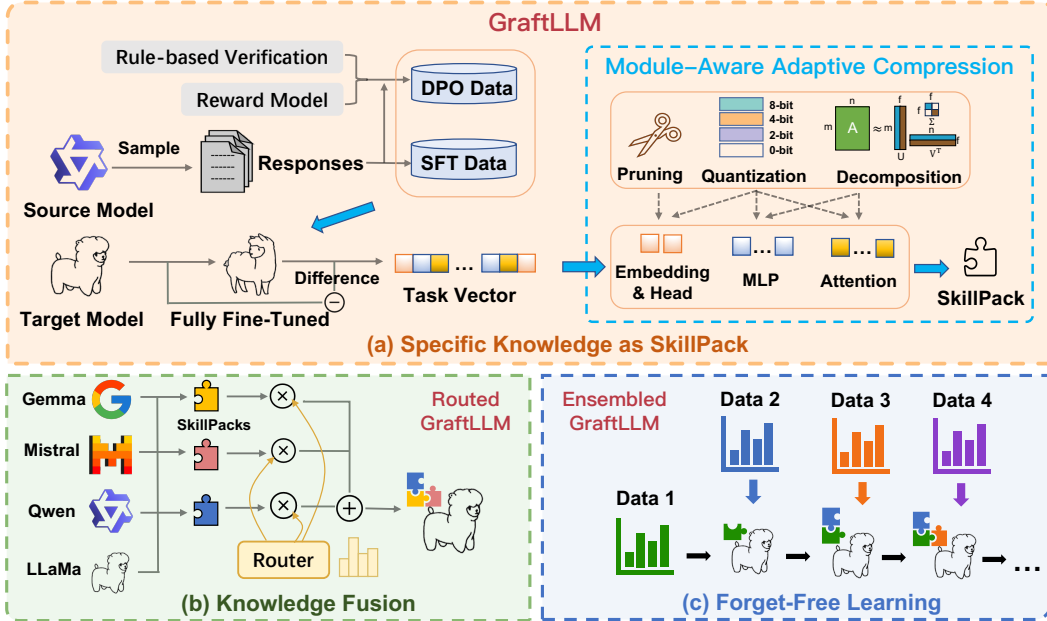 GraftLLM
Rule-based Verification
Reward Model
DPO Data
SFT Data
Sample
Responses
Source Model
Target Model
Fully Fine-Tuned
Difference
Task Vector
Module-Aware Adaptive Compression
Pruning
8-bit
4-bit
2-bit
0-bit
Quantization
n
m
A
≈
m
f
U
f
f
Σ
n
f
V^T
Decomposition
Embedding
& Head
MLP
Attention
SkillPack
(a) Specific Knowledge as SkillPack
Gemma
Mistral
Qwen
LLaMa
SkillPacks
Router
Routed
GraftLLM
(b) Knowledge Fusion
Ensembled
GraftLLM
Data 1
Data 2
Data 3
Data 4
...
(c) Forget-Free Learning